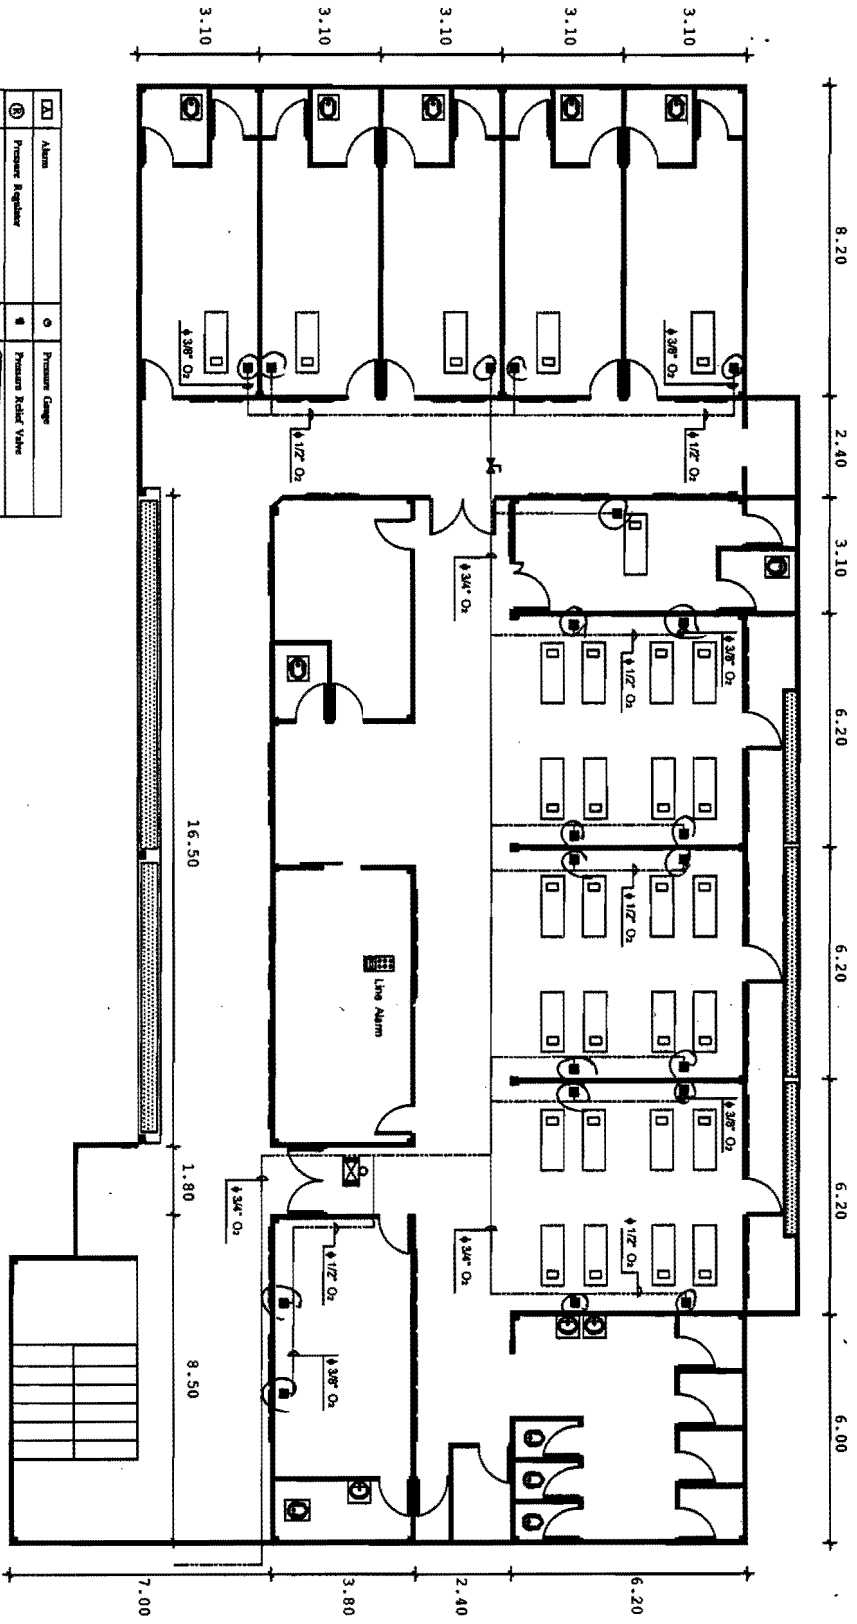 3.10
3.10
3.10
3.10
3.10
8.20
2.40
3.10
6.20
6.20
6.20
6.00
φ 3/8" O₂
φ 3/8" O₂
φ 1/2" O₂
φ 1/2" O₂
φ 3/4" O₂
φ 3/8" O₂
φ 1/2" O₂
φ 1/2" O₂
φ 3/8" O₂
φ 1/2" O₂
φ 3/4" O₂
φ 3/4" O₂
φ 1/2" O₂
φ 3/8" O₂
Line Alarm
16.50
1.80
8.50
7.00
3.80
2.40
6.20
A Alarm
Pressure Gauge
R Pressure Regulator
Pressure Relief Valve